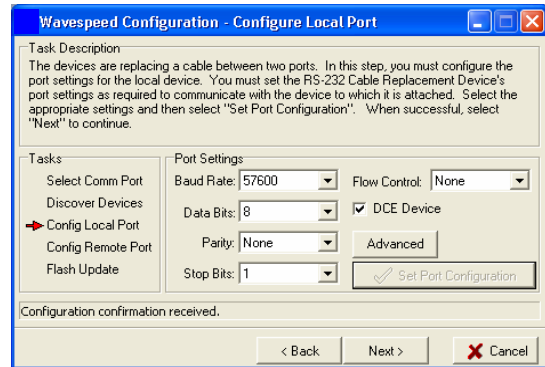 Wavespeed Configuration - Configure Local Port
Task Description
The devices are replacing a cable between two ports. In this step, you must configure the
port settings for the local device. You must set the RS-232 Cable Replacement Device's
port settings as required to communicate with the device to which it is attached. Select the
appropriate settings and then select "Set Port Configuration". When successful, select
"Next" to continue.
Tasks
Select Comm Port
Discover Devices
Config Local Port
Config Remote Port
Flash Update
Port Settings
Baud Rate: 57600
Flow Control: None
Data Bits: 8
DCE Device
Parity: None
Advanced
Stop Bits: 1
Set Port Configuration
Configuration confirmation received.
< Back
Next >
Cancel